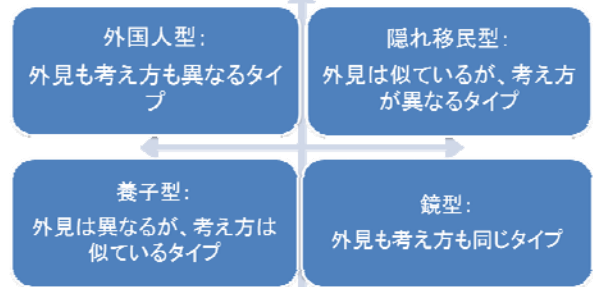 外国人型:
外見も考え方も異なるタイ
プ
隠れ移民型:
外見は似ているが、考え方
が異なるタイプ
養子型:
外見は異なるが、考え方は
似ているタイプ
鏡型:
外見も考え方も同じタイプ